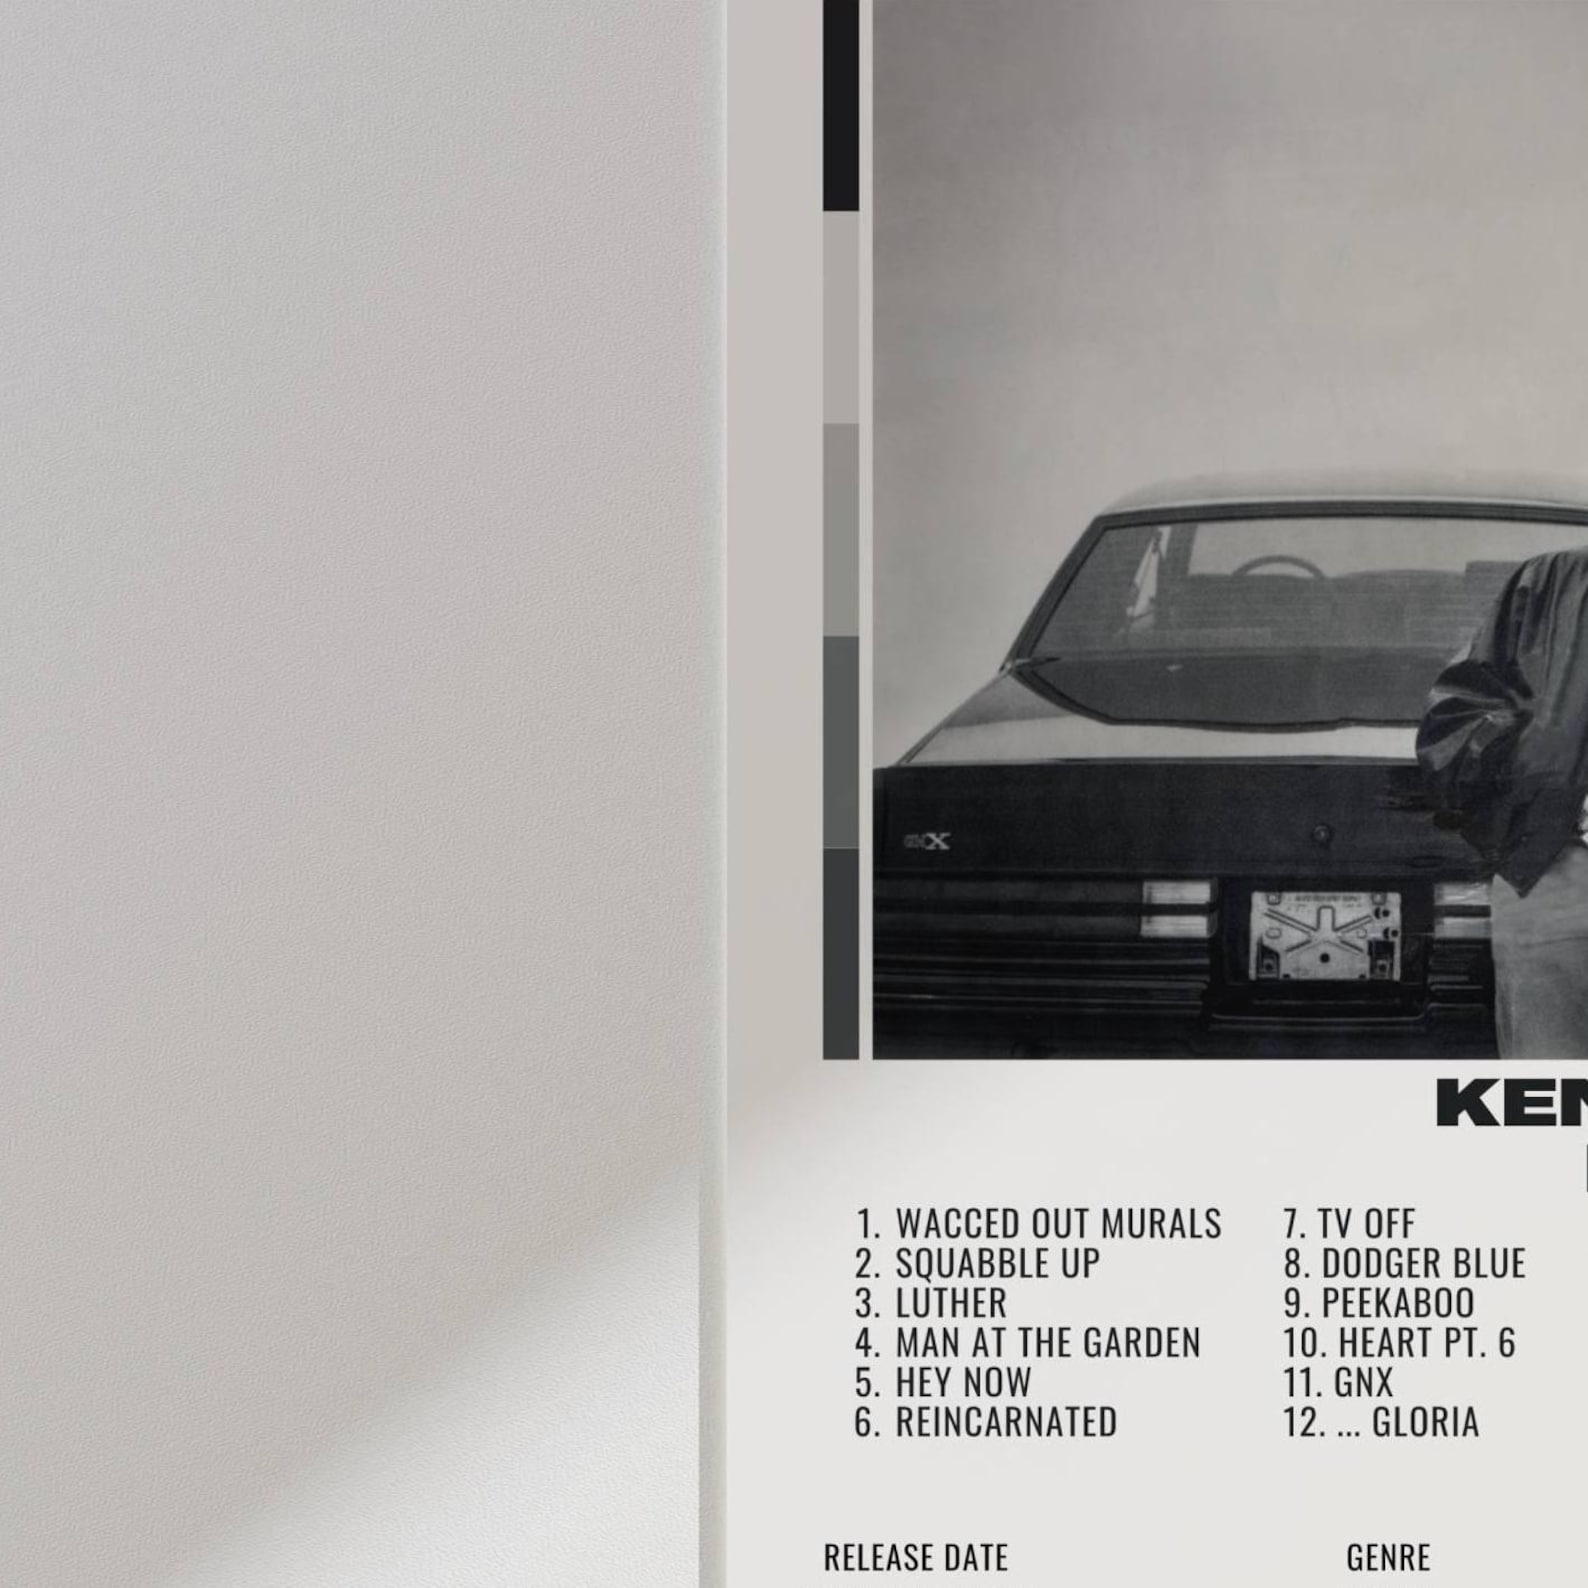 GNX
KEN
1. WACCED OUT MURALS
2. SQUABBLE UP
3. LUTHER
4. MAN AT THE GARDEN
5. HEY NOW
6. REINCARNATED
7. TV OFF
8. DODGER BLUE
9. PEEKABOO
10. HEART PT. 6
11. GNX
12. ... GLORIA
RELEASE DATE
GENRE